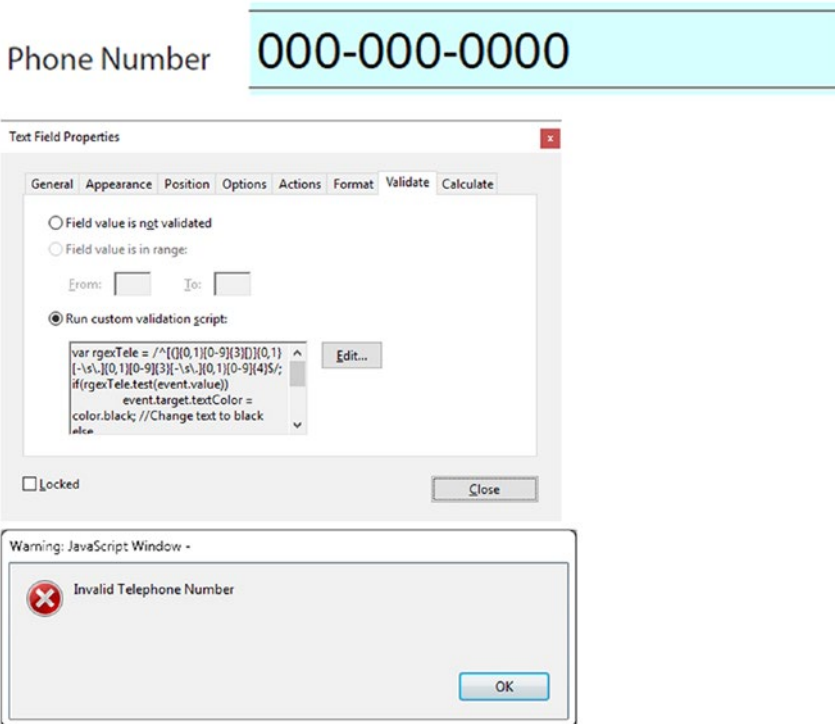 Phone Number 000-000-0000
Text Field Properties
x
General Appearance Position Options Actions Format Validate Calculate
Field value is not validated
Field value is in range:
From: To:
Run custom validation script:
var rgexTele = /^[(]{0,1}[0-9]{3}[)]{0,1}
[-\s\.]{0,1}[0-9]{3}[-\s\.]{0,1}[0-9]{4}$/;
if(rgexTele.test(event.value))
event.target.textColor =
color.black; //Change text to black
else
Edit...
Locked
Close
Warning: JavaScript Window -
Invalid Telephone Number
OK